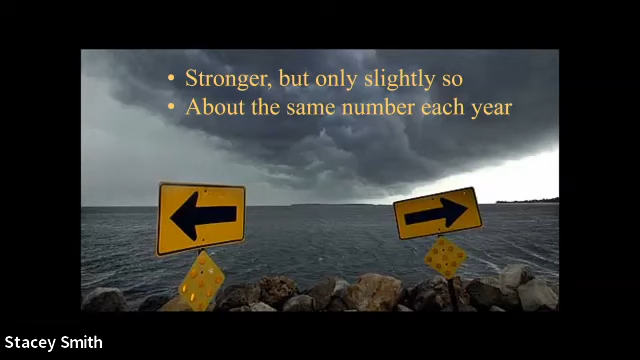 • Stronger, but only slightly so
• About the same number each year
Stacey Smith